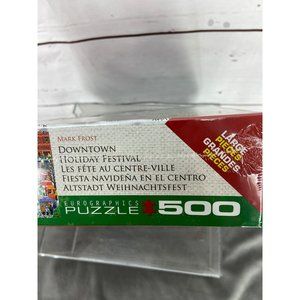 MARK FROST
DOWNTOWN
HOLIDAY FESTIVAL
LES FÊTE AU CENTRE-VILLE
FIESTA NAVIDEÑA EN EL CENTRO
ALTSTADT WEIHNACHTSFEST
EUROGRAPHICS
PUZZLE 500
LARGE
PIECES
GRANDES
PIÈCES